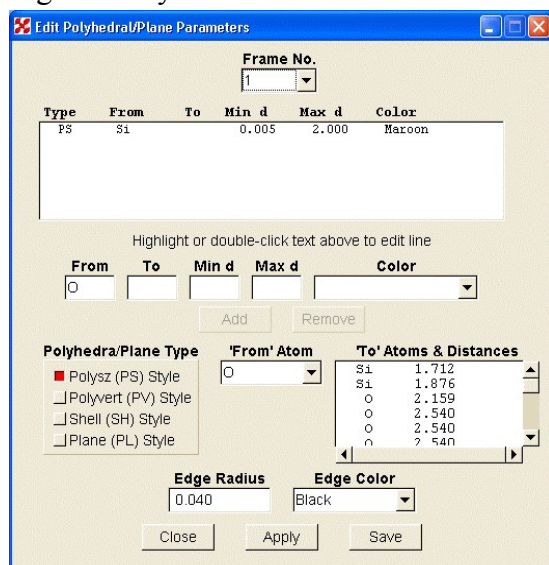 Edit Polyhedral/Plane Parameters
Frame No.
1
Type From To Min d Max d Color
PS Si 0.005 2.000 Maroon
Highlight or double-click text above to edit line
From To Min d Max d Color
O
Add Remove
Polyhedra/Plane Type 'From' Atom 'To' Atoms & Distances
Polysz (PS) Style
Polyvert (PV) Style
Shell (SH) Style
Plane (PL) Style
O
Si 1.712
Si 1.876
O 2.159
O 2.540
O 2.540
O 2.540
Edge Radius Edge Color
0.040 Black
Close Apply Save